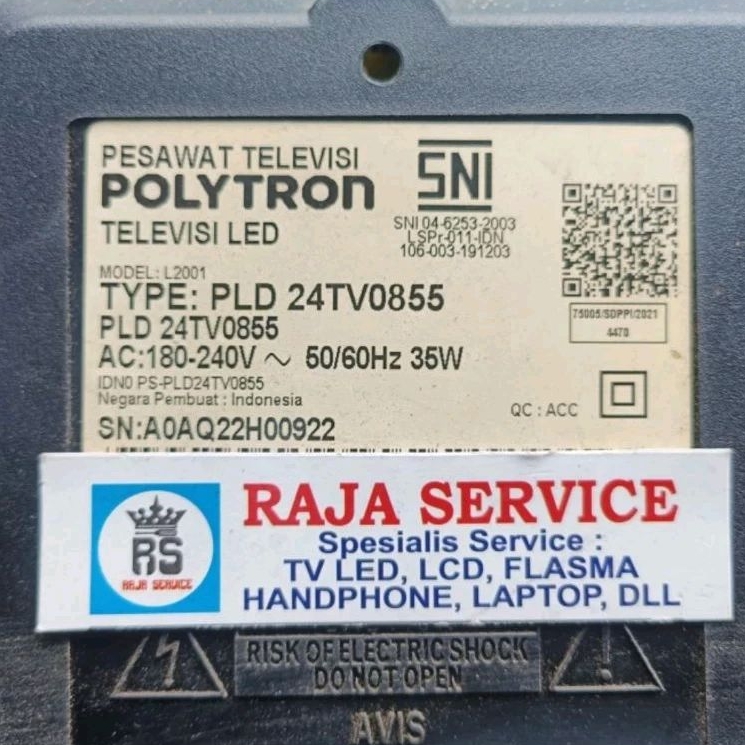 PESAWAT TELEVISI
POLYTRON
TELEVISI LED
SNI
SNI 04-6253-2003
LSPr-011-IDN
106-003-191203
MODEL: L2001
TYPE: PLD 24TV0855
PLD 24TV0855
AC:180-240V ~ 50/60Hz 35W
IDN0 PS-PLD24TV0855
Negara Pembuat : Indonesia
SN:A0AQ22H00922
75005/SDPPI/2021
4470
QC : ACC
RS
RAJA SERVICE
RAJA SERVICE
Spesialis Service :
TV LED, LCD, FLASMA
HANDPHONE, LAPTOP, DLL
RISK OF ELECTRIC SHOCK
DO NOT OPEN
AVIS